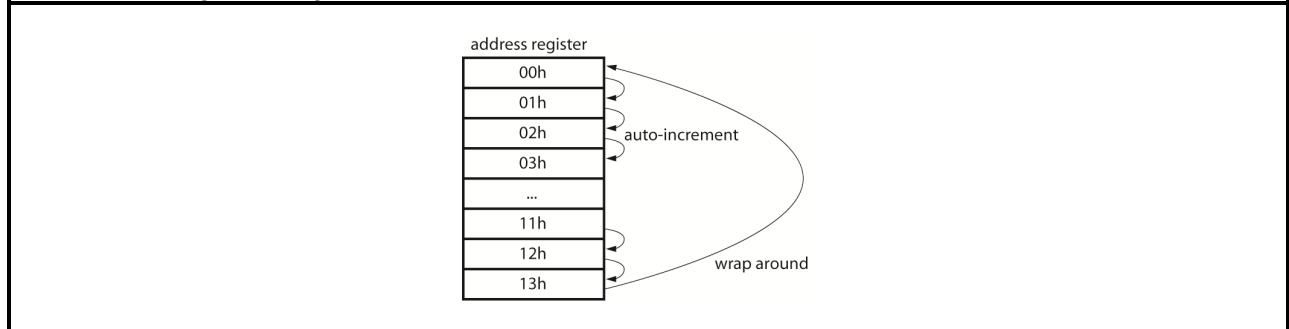 address register
00h
01h
02h
auto-increment
03h
...
11h
12h
wrap around
13h